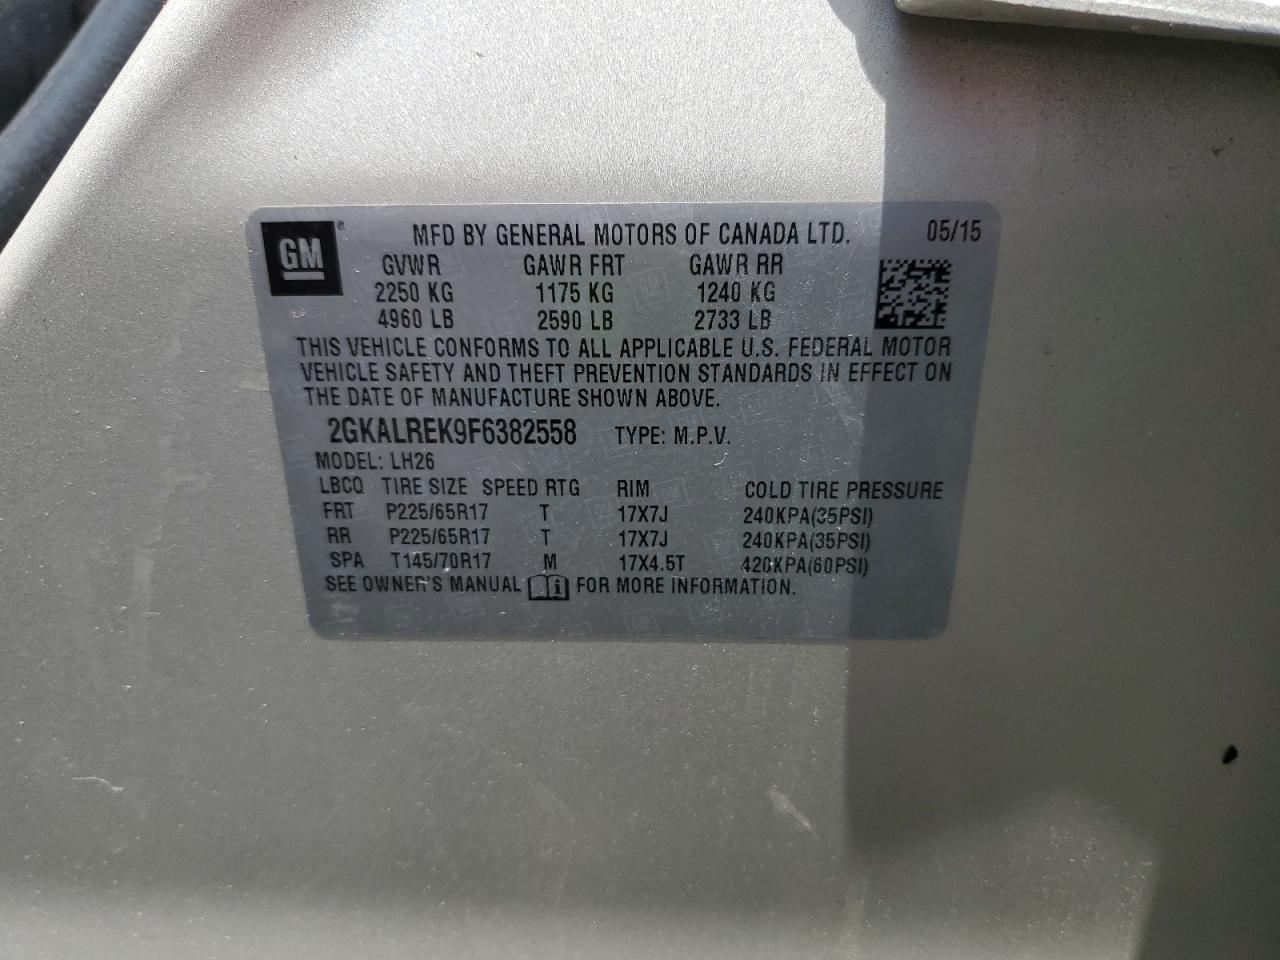 GM ® MFD BY GENERAL MOTORS OF CANADA LTD. 05/15
GVWR GAWR FRT GAWR RR
2250 KG 1175 KG 1240 KG
4960 LB 2590 LB 2733 LB
THIS VEHICLE CONFORMS TO ALL APPLICABLE U.S. FEDERAL MOTOR
VEHICLE SAFETY AND THEFT PREVENTION STANDARDS IN EFFECT ON
THE DATE OF MANUFACTURE SHOWN ABOVE.
2GKALREK9F6382558 TYPE: M.P.V.
MODEL: LH26
LBCQ TIRE SIZE SPEED RTG RIM COLD TIRE PRESSURE
FRT P225/65R17 T 17X7J 240KPA(35PSI)
RR P225/65R17 T 17X7J 240KPA(35PSI)
SPA T145/70R17 M 17X4.5T 420KPA(60PSI)
SEE OWNER'S MANUAL i FOR MORE INFORMATION.